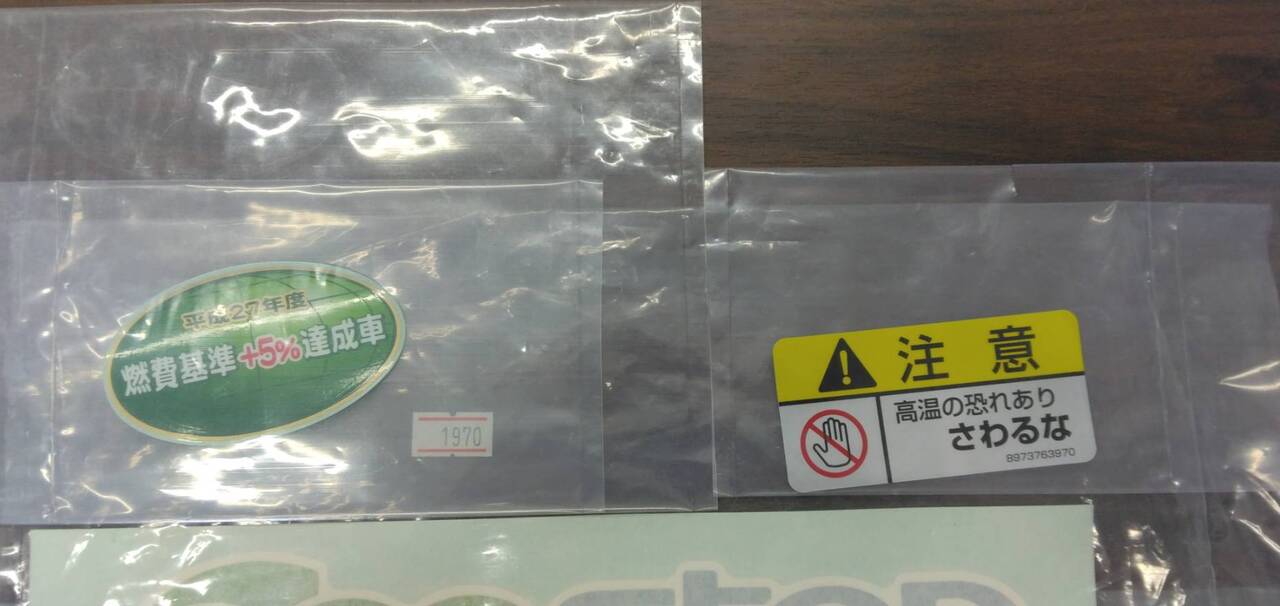 平成27年度
燃費基準+5%達成車
1970
注意
高温の恐れあり
さわるな
8973763970